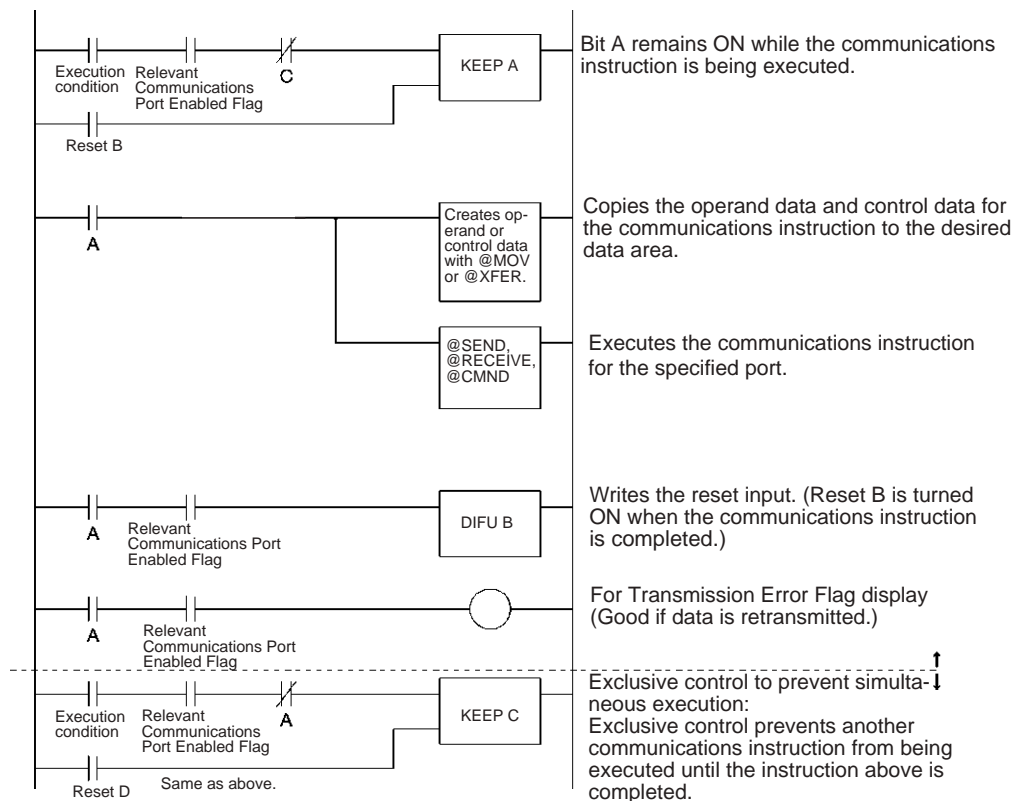 Execution condition
Relevant Communications Port Enabled Flag
C
KEEP A
Bit A remains ON while the communications
instruction is being executed.
Reset B
A
Creates op-
erand or
control data
with @MOV
or @XFER.
Copies the operand data and control data for
the communications instruction to the desired
data area.
@SEND,
@RECEIVE,
@CMND
Executes the communications instruction
for the specified port.
A
Relevant
Communications Port
Enabled Flag
DIFU B
Writes the reset input. (Reset B is turned
ON when the communications instruction
is completed.)
A
Relevant
Communications Port
Enabled Flag
For Transmission Error Flag display
(Good if data is retransmitted.)
Execution
condition
Relevant
Communications
Port Enabled Flag
A
KEEP C
Exclusive control to prevent simulta-
neous execution:
Exclusive control prevents another
communications instruction from being
executed until the instruction above is
completed.
Reset D
Same as above.